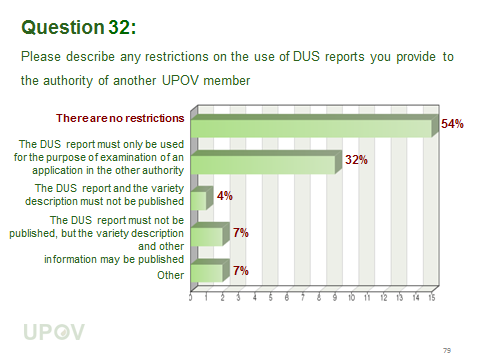 Question 32:
Please describe any restrictions on the use of DUS reports you provide to
the authority of another UPOV member
There are no restrictions
54%
The DUS report must only be used
for the purpose of examination of an
application in the other authority
32%
The DUS report and the variety
description must not be published
4%
The DUS report must not be
published, but the variety description
and other
information may be published
7%
Other
7%
0 1 2 3 4 5 6 7 8 9 10 11 12 13 14 15
UPOV
79